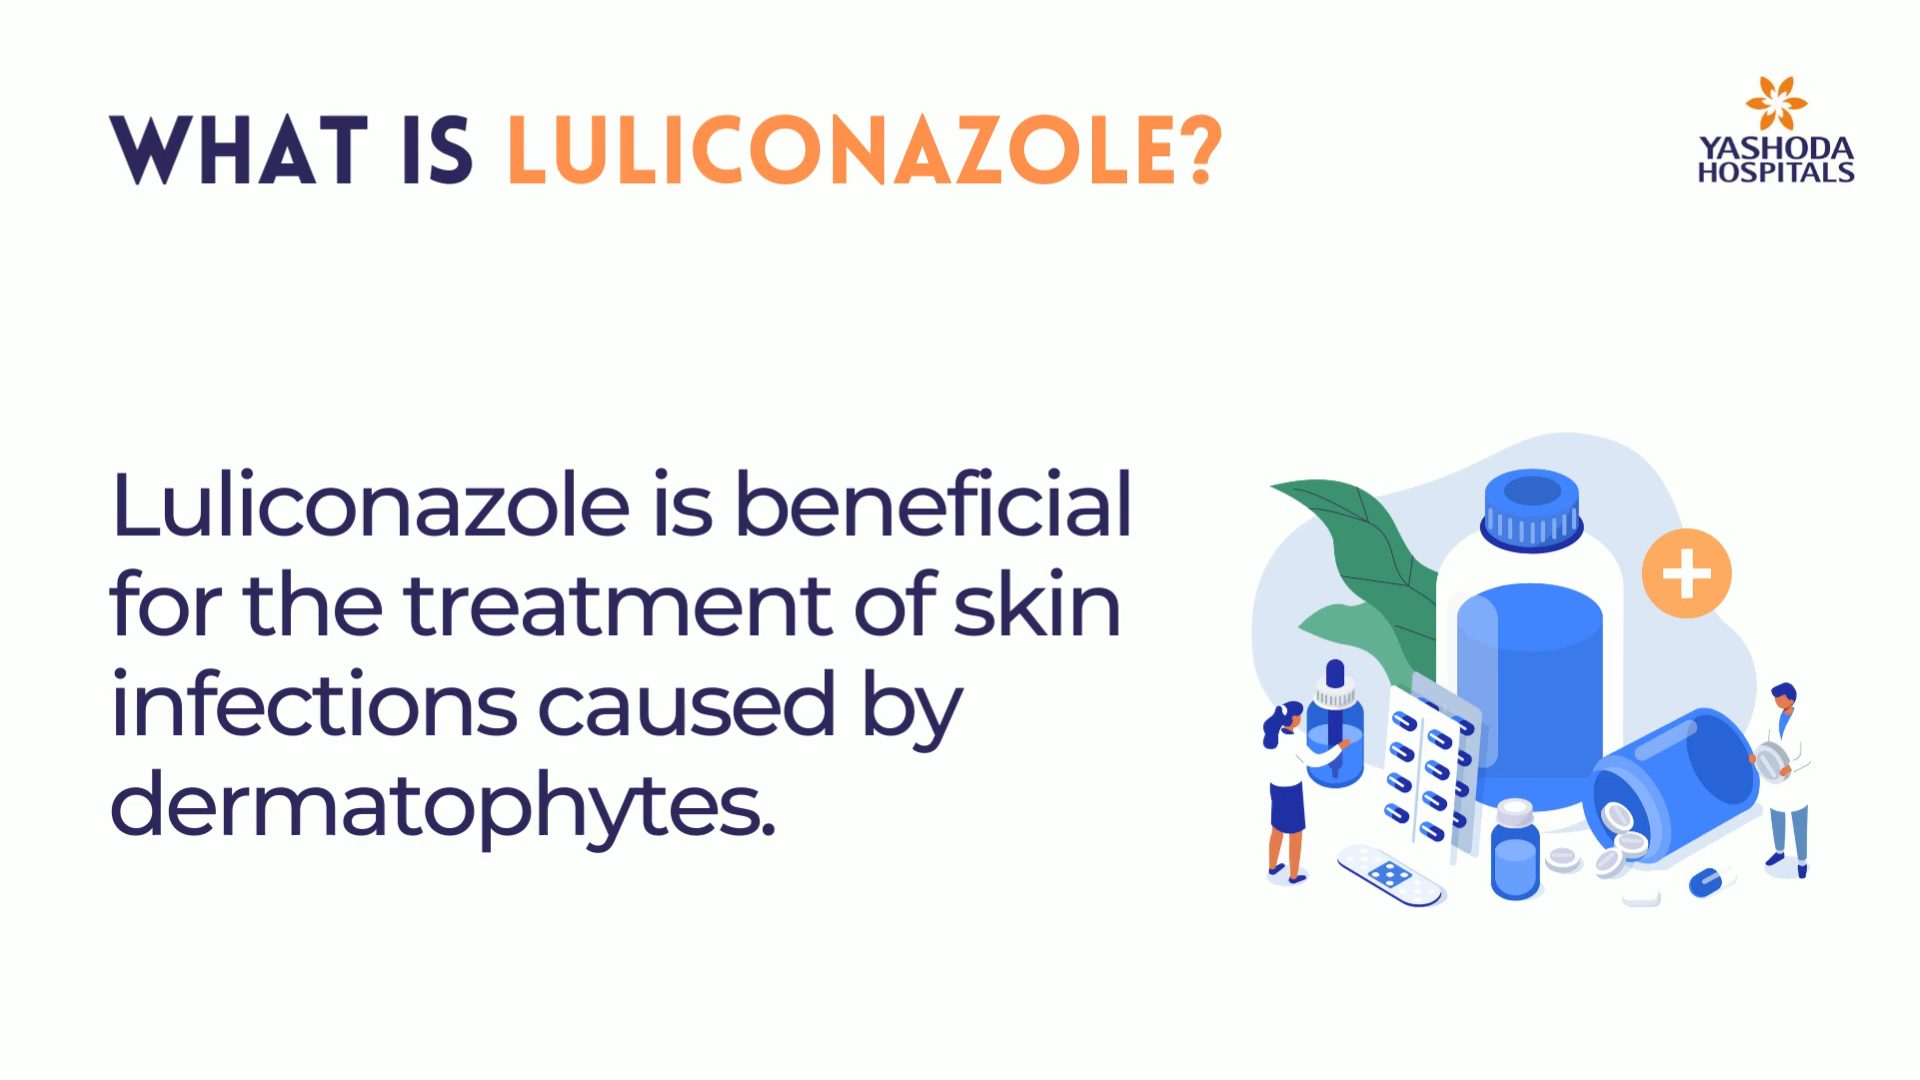 WHAT IS LULICONAZOLE?
YASHODA
HOSPITALS
Luliconazole is beneficial
for the treatment of skin
infections caused by
dermatophytes.